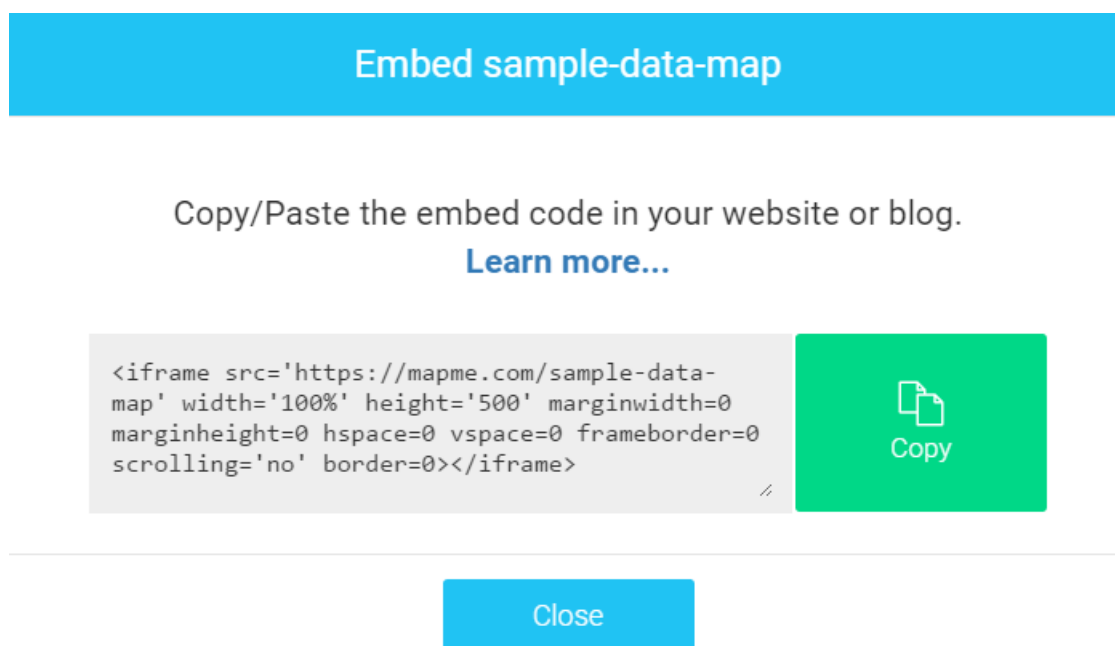 Embed sample-data-map
Copy/Paste the embed code in your website or blog.
Learn more...
<iframe src='https://mapme.com/sample-data-
map' width='100%' height='500' marginwidth=0
marginheight=0 hspace=0 vspace=0 frameborder=0
scrolling='no' border=0></iframe>
Copy
Close